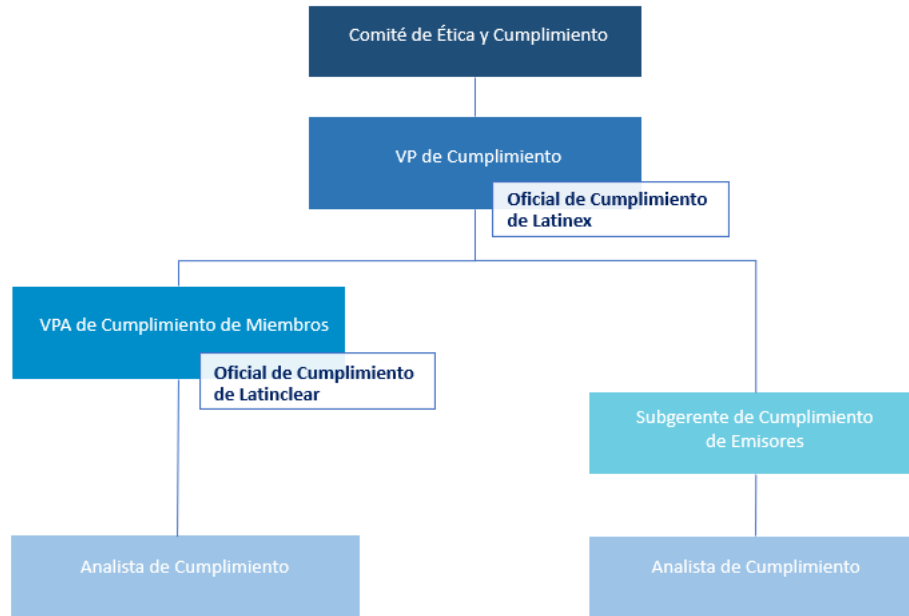 Comité de Ética y Cumplimiento
VP de Cumplimiento
Oficial de Cumplimiento
de Latinex
VPA de Cumplimiento de Miembros
Oficial de Cumplimiento
de Latinclear
Subgerente de Cumplimiento
de Emisores
Analista de Cumplimiento
Analista de Cumplimiento